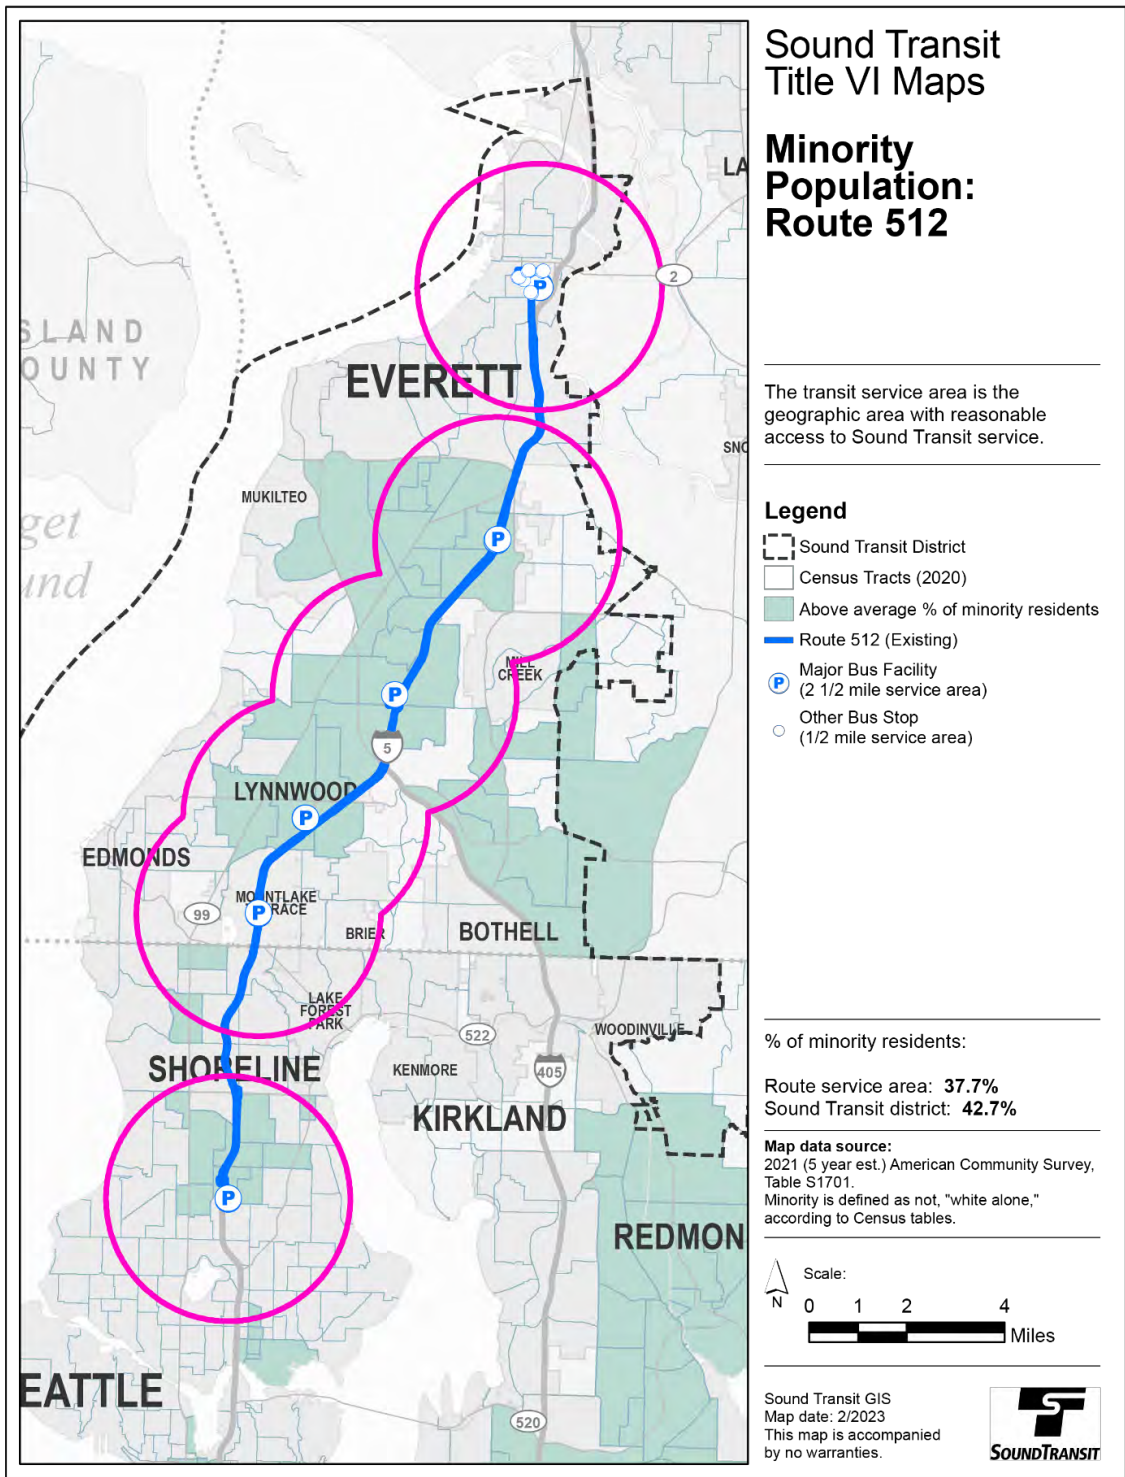 Sound Transit
Title VI Maps
Minority
Population:
Route 512
The transit service area is the
geographic area with reasonable
access to Sound Transit service.
Legend
Sound Transit District
Census Tracts (2020)
Above average % of minority residents
Route 512 (Existing)
P
Major Bus Facility
(2 1/2 mile service area)
Other Bus Stop
(1/2 mile service area)
% of minority residents:
Route service area: 37.7%
Sound Transit district: 42.7%
Map data source:
2021 (5 year est.) American Community Survey,
Table S1701.
Minority is defined as not, "white alone,"
according to Census tables.
N
Scale:
0 1 2 4
Miles
Sound Transit GIS
Map date: 2/2023
This map is accompanied
by no warranties.
ST
SOUNDTRANSIT
LA
2
P
SLAND
OUNTY
EVERETT
SNO
MUKILTEO
get
und
P
MILL
CREEK
P
5
LYNNWOOD
P
EDMONDS
MOUNTLAKE
TERRACE
99
P
BRIER
BOTHELL
LAKE
FOREST
PARK
522
WOODINVILLE
SHORELINE
KENMORE
405
KIRKLAND
P
REDMON
EATTLE
520